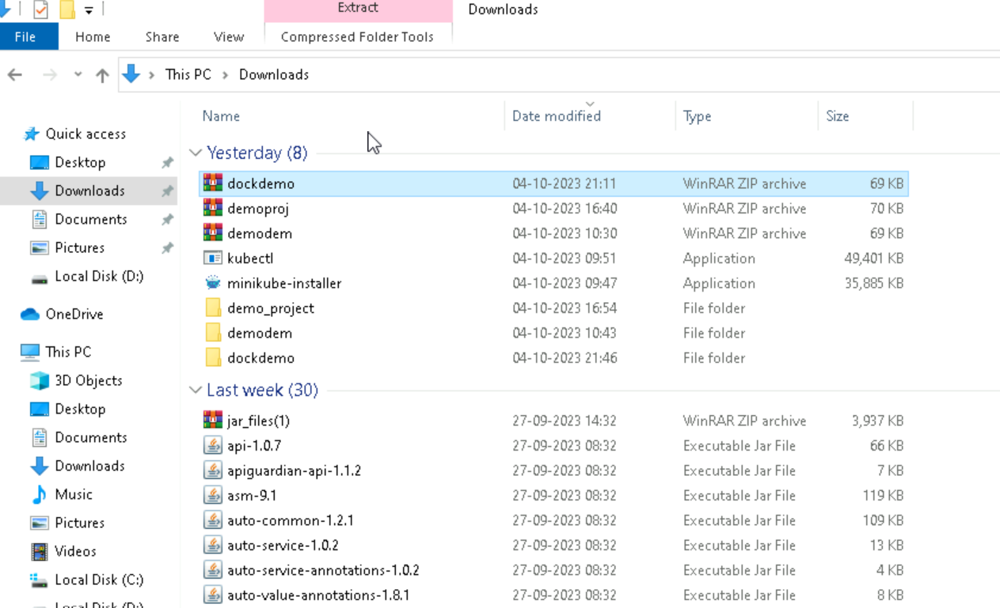 Extract Downloads
File Home Share View Compressed Folder Tools
This PC Downloads
Name Date modified Type Size
Quick access
Desktop
Downloads
Documents
Pictures
Local Disk (D:)
OneDrive
This PC
3D Objects
Desktop
Documents
Downloads
Music
Pictures
Videos
Local Disk (C:)
Local Disk (D:)
Yesterday (8)
dockdemo 04-10-2023 21:11 WinRAR ZIP archive 69 KB
demoproj 04-10-2023 16:40 WinRAR ZIP archive 70 KB
demodem 04-10-2023 10:30 WinRAR ZIP archive 69 KB
kubectl 04-10-2023 09:51 Application 49,401 KB
minikube-installer 04-10-2023 09:47 Application 35,885 KB
demo_project 04-10-2023 16:54 File folder
demodem 04-10-2023 10:43 File folder
dockdemo 04-10-2023 21:46 File folder
Last week (30)
jar_files(1) 27-09-2023 14:32 WinRAR ZIP archive 3,937 KB
api-1.0.7 27-09-2023 08:32 Executable Jar File 66 KB
apiguardian-api-1.1.2 27-09-2023 08:32 Executable Jar File 7 KB
asm-9.1 27-09-2023 08:32 Executable Jar File 119 KB
auto-common-1.2.1 27-09-2023 08:32 Executable Jar File 109 KB
auto-service-1.0.2 27-09-2023 08:32 Executable Jar File 13 KB
auto-service-annotations-1.0.2 27-09-2023 08:32 Executable Jar File 4 KB
auto-value-annotations-1.8.1 27-09-2023 08:32 Executable Jar File 8 KB